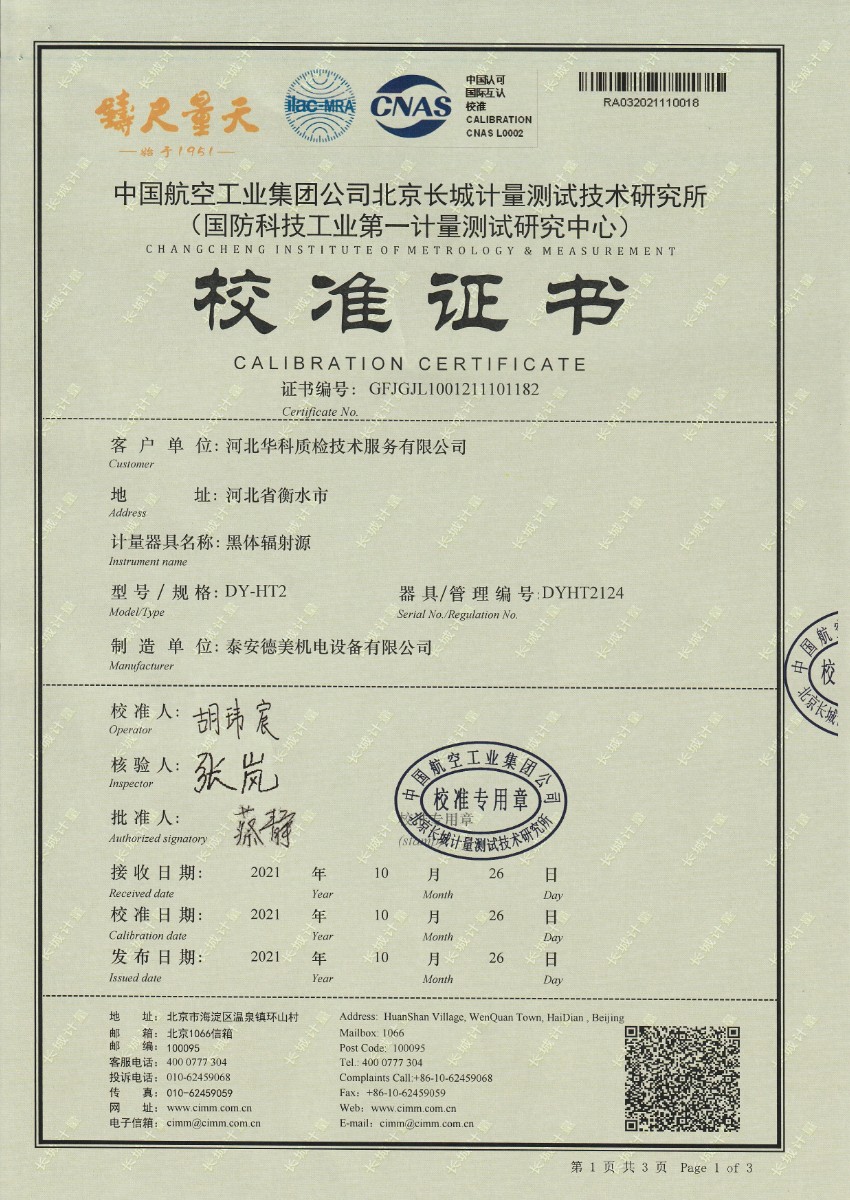 鑄尺量天
始于1951
ilac-MRA
CNAS
中国认可
国际互认
校准
CALIBRATION
CNAS L0002
RA032021110018
中国航空工业集团公司北京长城计量测试技术研究所
（国防科技工业第一计量测试研究中心）
CHANGCHENG INSTITUTE OF METROLOGY & MEASUREMENT
校准证书
CALIBRATION CERTIFICATE
证书编号： GFJGJL1001211101182
Certificate No.
客户单位: 河北华科质检技术服务有限公司
Customer
地址: 河北省衡水市
Address
计量器具名称: 黑体辐射源
Instrument name
型号/规格: DY-HT2 器具/管理编号:DYHT2124
Model/Type Serial No./Regulation No.
制造单位: 泰安德美机电设备有限公司
Manufacturer
校准人: 胡玮宸
Operator
核验人: 张岚
Inspector
批准人: 蔡静
Authorized signatory
中国航空工业集团公司
校准专用章
北京长城计量测试技术研究所
接收日期: 2021 年 10 月 26 日
Received date Year Month Day
校准日期: 2021 年 10 月 26 日
Calibration date Year Month Day
发布日期: 2021 年 10 月 26 日
Issued date Year Month Day
地址: 北京市海淀区温泉镇环山村 Address: HuanShan Village, WenQuan Town, HaiDian , Beijing
邮箱: 北京1066信箱 Mailbox: 1066
邮编: 100095 Post Code: 100095
客服电话: 400 0777 304 Tel.: 400 0777 304
投诉电话: 010-62459068 Complaints Call:+86-10-62459068
传真: 010-62459059 Fax: +86-10-62459059
网址: www.cimm.com.cn Web: www.cimm.com.cn
电子信箱: cimm@cimm.com.cn E-mail: cimm@cimm.com.cn
第 1 页 共 3 页 Page 1 of 3